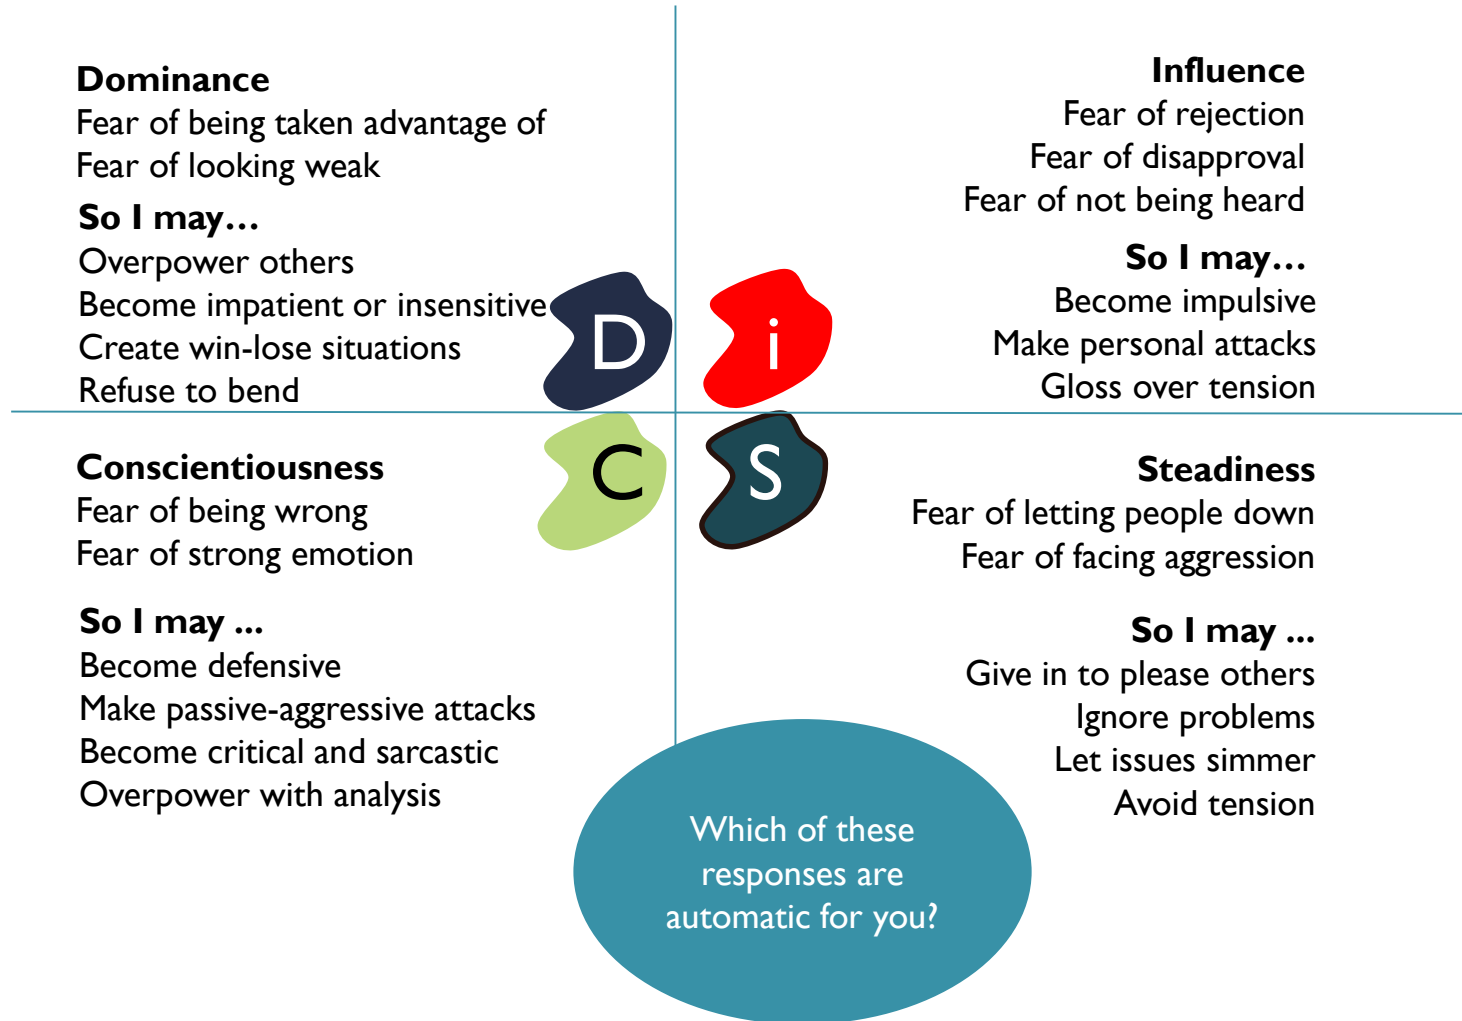 Dominance
Fear of being taken advantage of
Fear of looking weak
So I may…
Overpower others
Become impatient or insensitive
Create win-lose situations
Refuse to bend
D
Influence
Fear of rejection
Fear of disapproval
Fear of not being heard
So I may…
Become impulsive
Make personal attacks
Gloss over tension
i
Conscientiousness
Fear of being wrong
Fear of strong emotion
So I may ...
Become defensive
Make passive-aggressive attacks
Become critical and sarcastic
Overpower with analysis
C
S
Steadiness
Fear of letting people down
Fear of facing aggression
So I may ...
Give in to please others
Ignore problems
Let issues simmer
Avoid tension
Which of these
responses are
automatic for you?